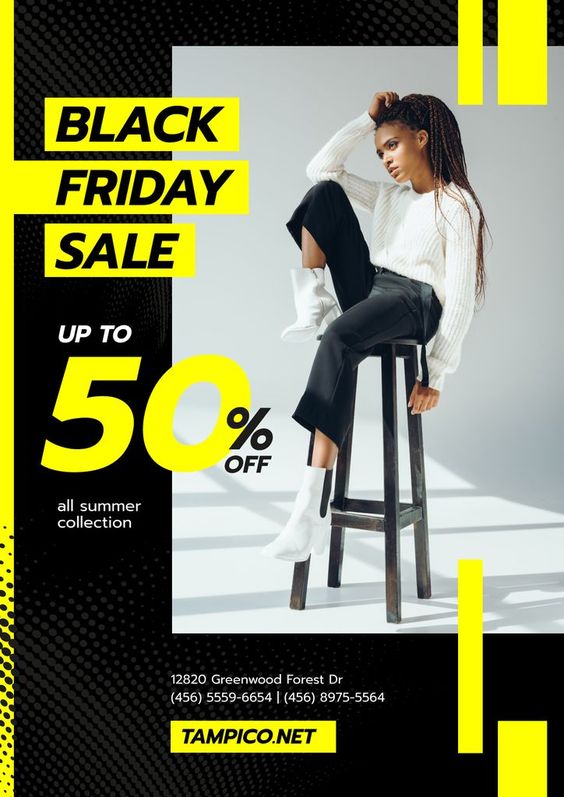 BLACK
FRIDAY
SALE
UP TO
50%
OFF
all summer
collection
12820 Greenwood Forest Dr
(456) 5559-6654 | (456) 8975-5564
TAMPICO.NET